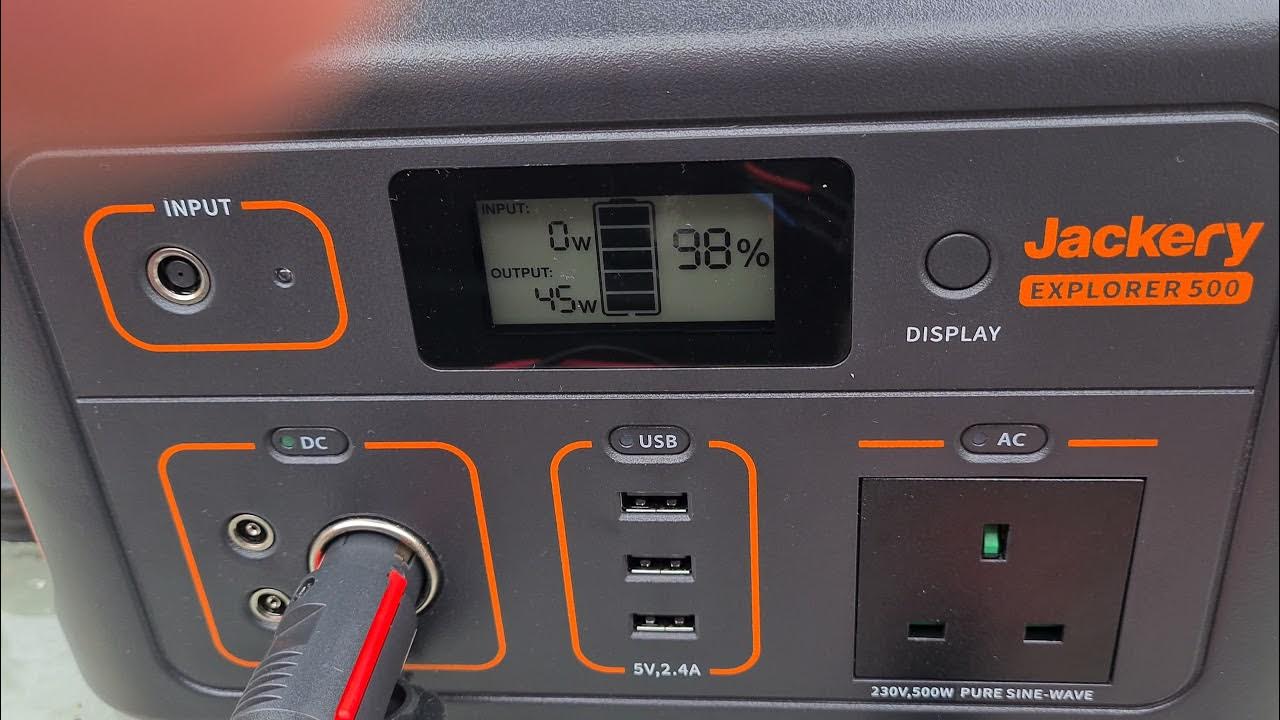 INPUT
INPUT:
0W
OUTPUT:
45W
98%
DISPLAY
Jackery
EXPLORER 500
DC
USB
AC
5V,2.4A
230V,500W PURE SINE-WAVE